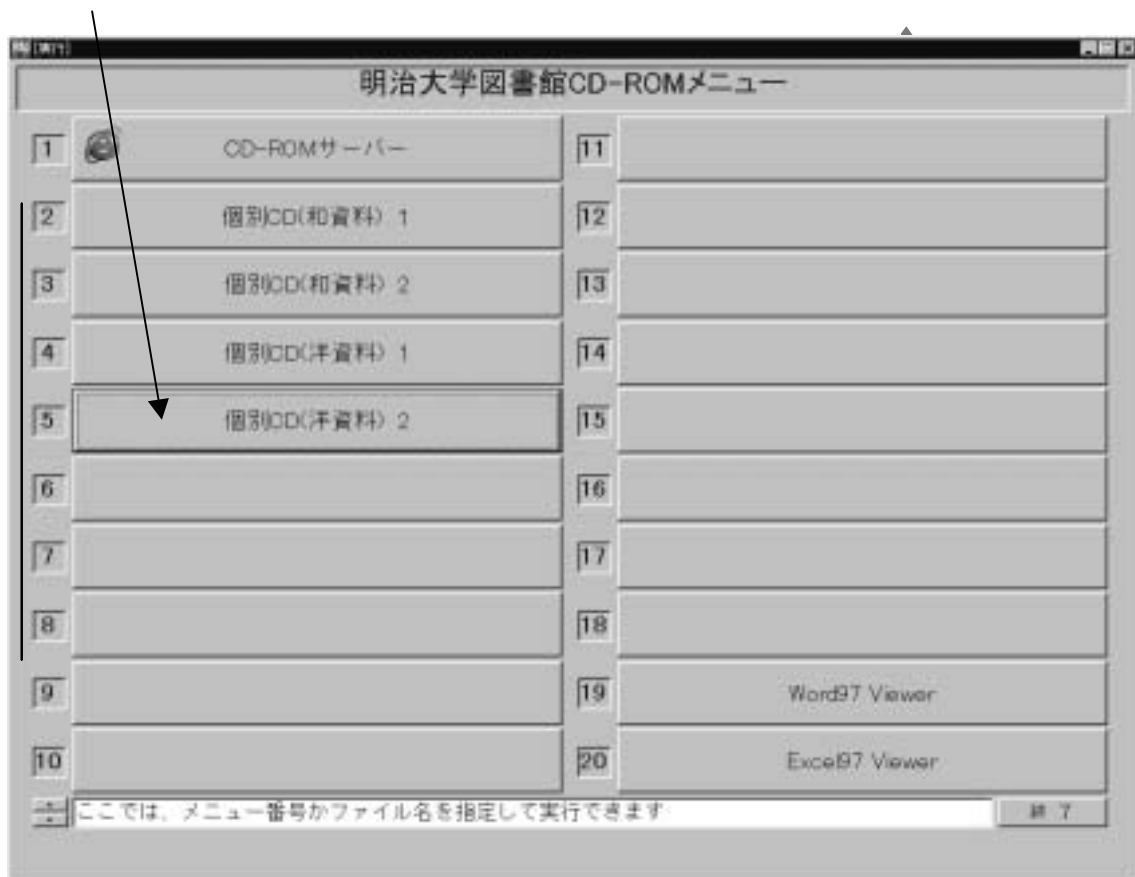 [実行]
明治大学図書館CD-ROMメニュー
1 CD-ROMサーバー
2 個別CD(和資料) 1
3 個別CD(和資料) 2
4 個別CD(洋資料) 1
5 個別CD(洋資料) 2
6
7
8
9
10
11
12
13
14
15
16
17
18
19 Word97 Viewer
20 Excel97 Viewer
ここでは、メニュー番号かファイル名を指定して実行できます
終 了